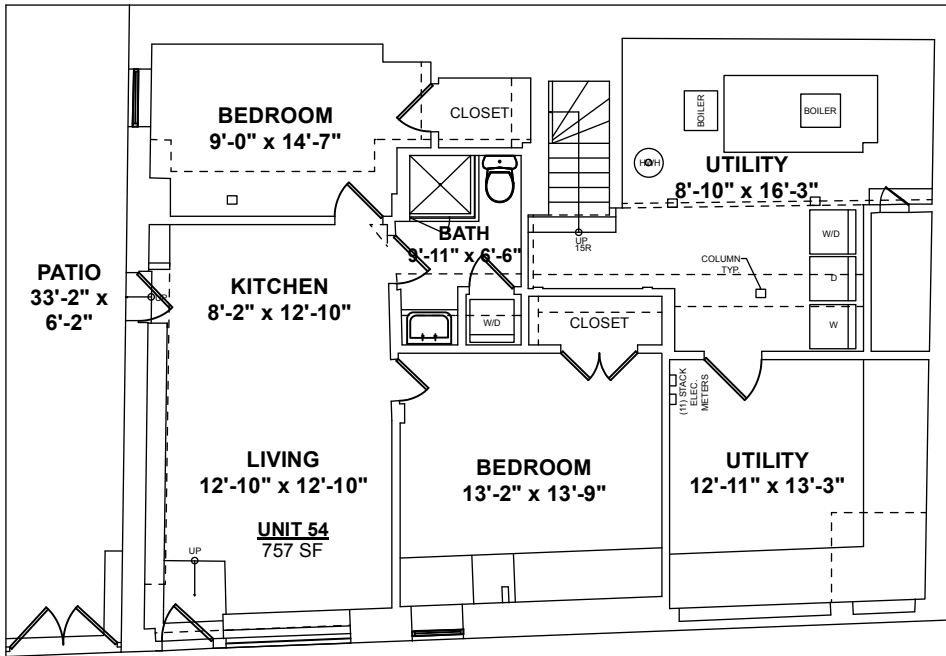 BEDROOM
9'-0" x 14'-7"
CLOSET
BOILER
BOILER
HWH
UTILITY
8'-10" x 16'-3"
BATH
9'-11" x 6'-6"
UP
15R
W/D
COLUMN
TYP.
D
W
PATIO
33'-2" x
6'-2"
UP
KITCHEN
8'-2" x 12'-10"
W/D
CLOSET
(11) STACK
ELEC.
METERS
LIVING
12'-10" x 12'-10"
BEDROOM
13'-2" x 13'-9"
UTILITY
12'-11" x 13'-3"
UNIT 54
757 SF
UP